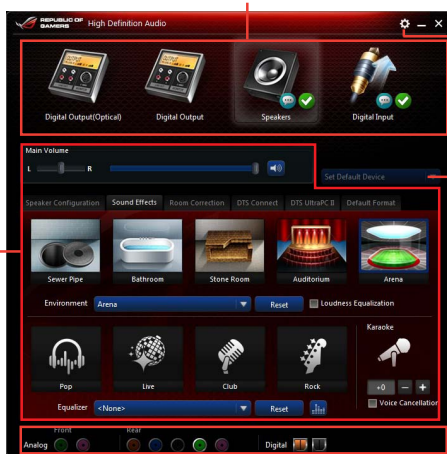 REPUBLIC OF GAMERS High Definition Audio
Digital Output(Optical) Digital Output Speakers Digital Input
Main Volume
L R
Set Default Device
Speaker Configuration Sound Effects Room Correction DTS Connect DTS UltraPC II Default Format
Sewer Pipe Bathroom Stone Room Auditorium Arena
Environment Arena Reset Loudness Equalization
Karaoke
Pop Live Club Rock
+0 - +
Voice Cancellation
Equalizer <None> Reset
Front Rear
Analog Digital